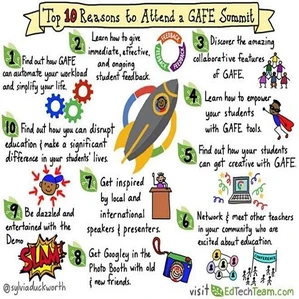 Top 10 Reasons to Attend a GAFE Summit
1
Find out how GAFE
can automate your workload
and simplify your life.
2
Learn how to give
immediate, effective,
and ongoing
student feedback.
FEEDBACK
3
Discover the amazing
collaborative features
of GAFE.
4
Learn how to empower
your students
with GAFE tools.
5
Find out how your students
can get creative with GAFE.
6
Network & meet other teachers
in your community who are
excited about education.
CONFERENCE
7
Get inspired
by local and
international
speakers & presenters.
8
Get Googley in the
Photo Booth with old
& new friends.
9
Be dazzled and
entertained with the
Demo
SLAM
10
Find out how you can disrupt
education & make a significant
difference in your students' lives.
@sylviaduckworth
visit EdTechTeam.com